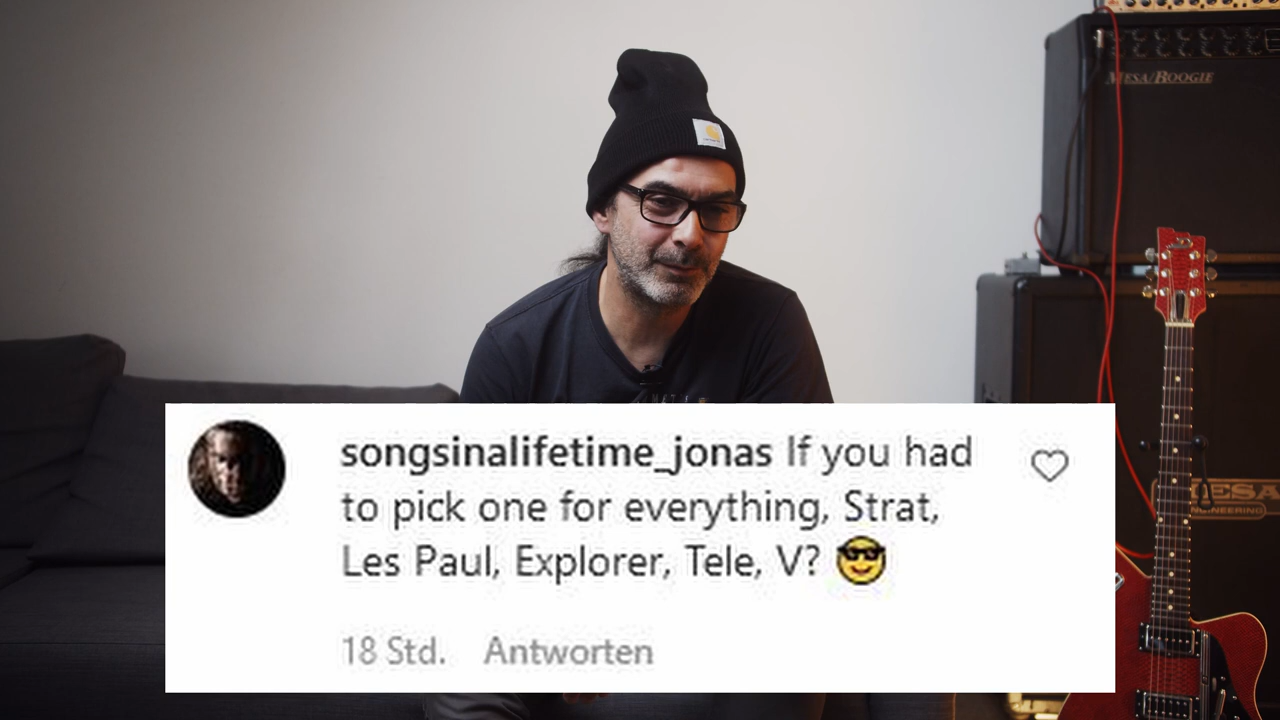 MESA/BOOGIE
songsinalifetime_jonas If you had
to pick one for everything, Strat,
Les Paul, Explorer, Tele, V? 😎
18 Std. Antworten
MESA
ENGINEERING